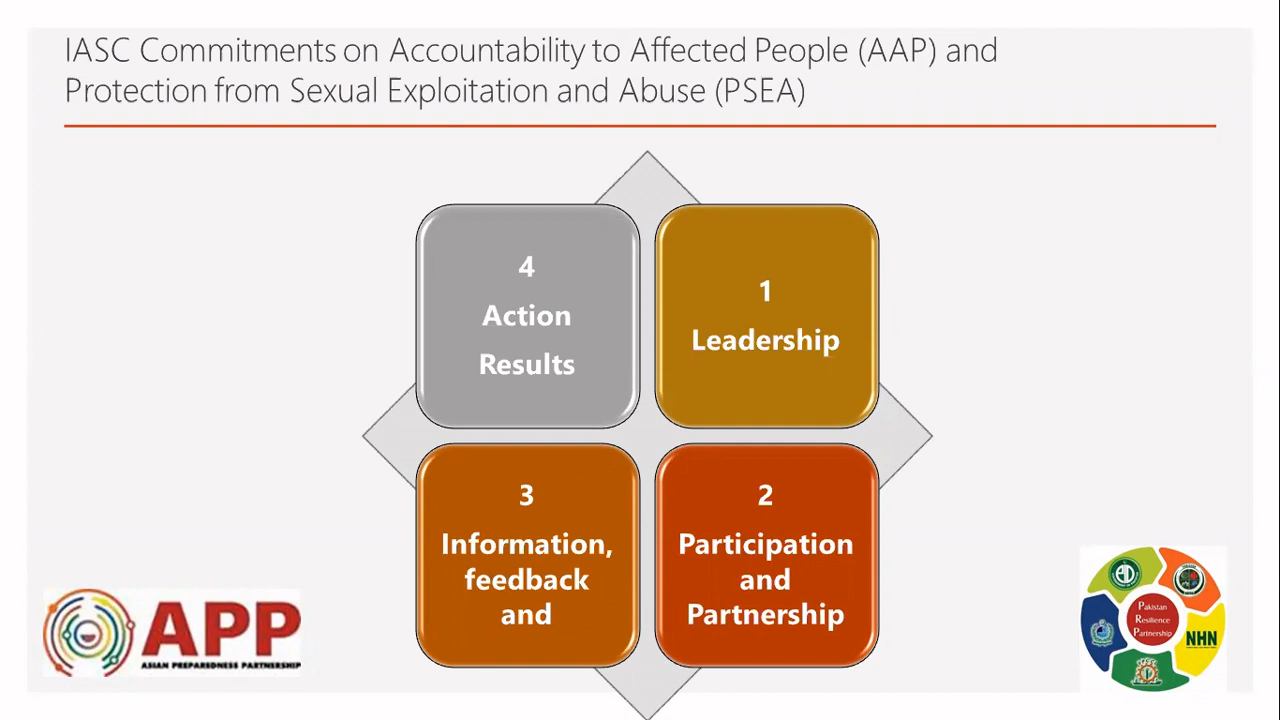 IASC Commitments on Accountability to Affected People (AAP) and
Protection from Sexual Exploitation and Abuse (PSEA)
4
Action
Results
1
Leadership
3
Information,
feedback
and
2
Participation
and
Partnership
APP
ASIAN PREPAREDNESS PARTNERSHIP
Pakistan
Resilience
Partnership
NHN